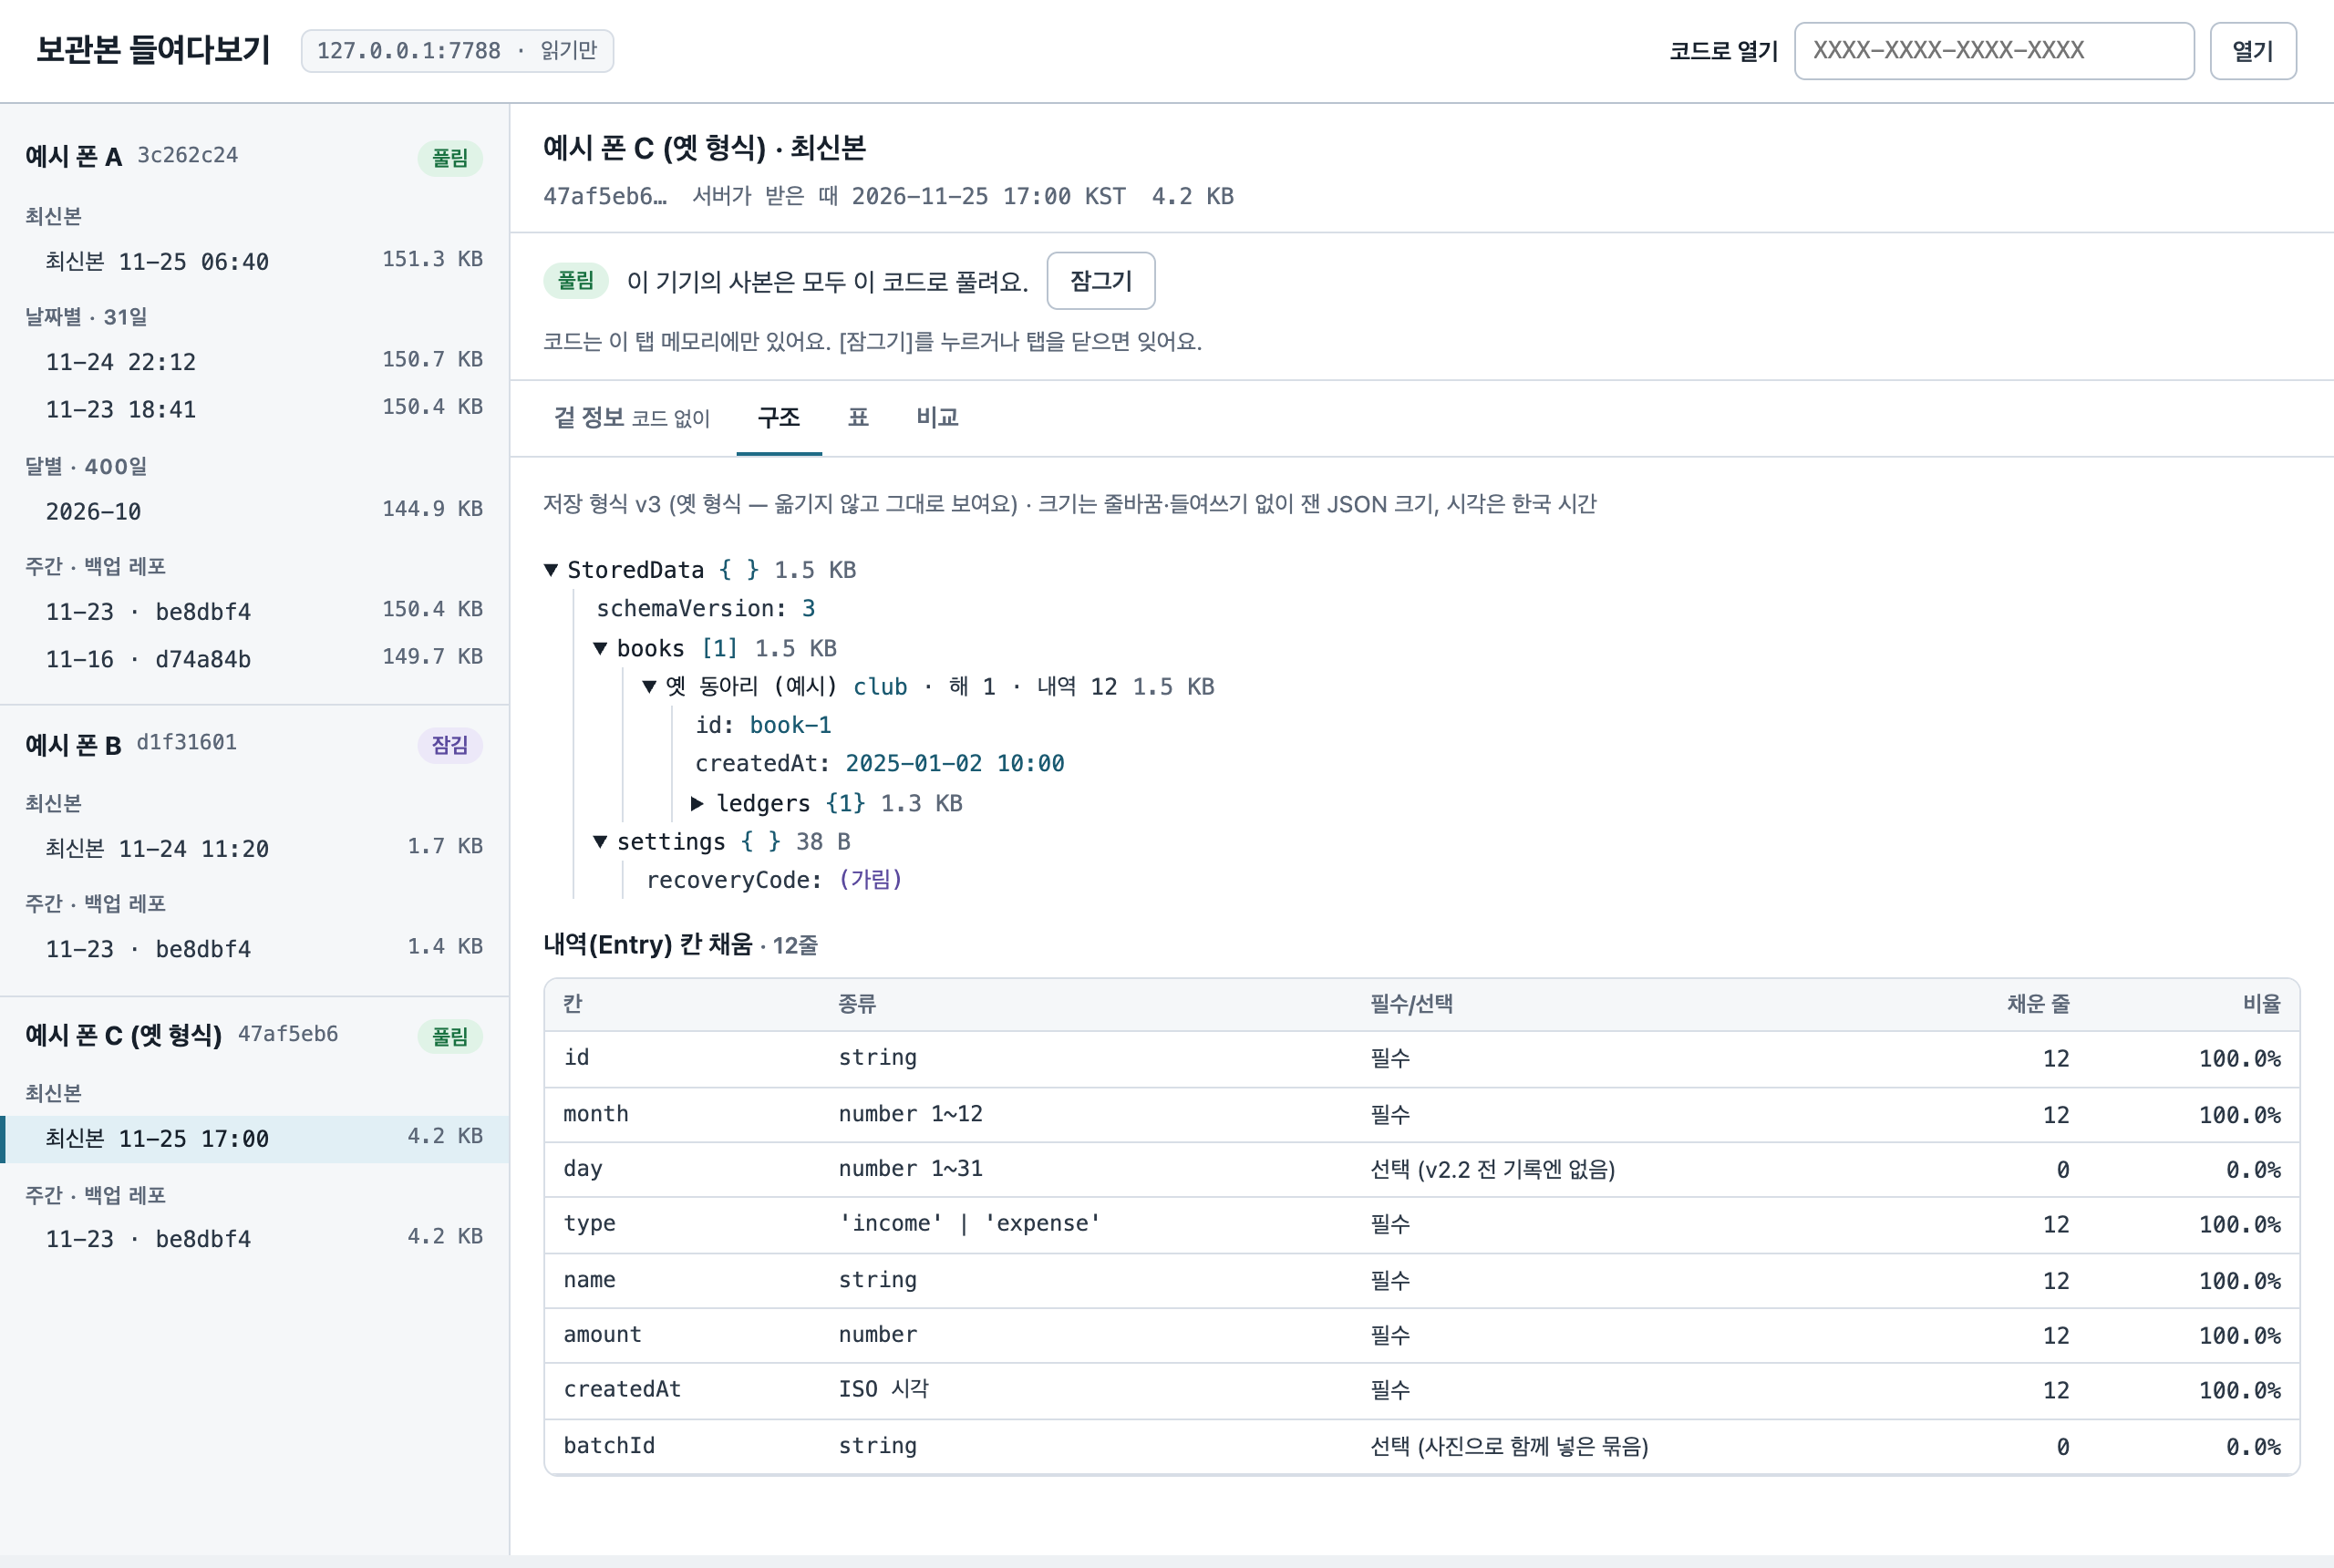 보관본 들여다보기 127.0.0.1:7788 · 읽기만 코드로 열기 XXXX-XXXX-XXXX-XXXX 열기
예시 폰 A 3c262c24 풀림
최신본
최신본 11-25 06:40 151.3 KB
날짜별 · 31일
11-24 22:12 150.7 KB
11-23 18:41 150.4 KB
달별 · 400일
2026-10 144.9 KB
주간 · 백업 레포
11-23 · be8dbf4 150.4 KB
11-16 · d74a84b 149.7 KB
예시 폰 B d1f31601 잠김
최신본
최신본 11-24 11:20 1.7 KB
주간 · 백업 레포
11-23 · be8dbf4 1.4 KB
예시 폰 C (옛 형식) 47af5eb6 풀림
최신본
최신본 11-25 17:00 4.2 KB
주간 · 백업 레포
11-23 · be8dbf4 4.2 KB
예시 폰 C (옛 형식) · 최신본
47af5eb6… 서버가 받은 때 2026-11-25 17:00 KST 4.2 KB
풀림 이 기기의 사본은 모두 이 코드로 풀려요. 잠그기
코드는 이 탭 메모리에만 있어요. [잠그기]를 누르거나 탭을 닫으면 잊어요.
겉 정보 코드 없이 구조 표 비교
저장 형식 v3 (옛 형식 — 옮기지 않고 그대로 보여요) · 크기는 줄바꿈·들여쓰기 없이 잰 JSON 크기, 시각은 한국 시간
▼ StoredData { } 1.5 KB
schemaVersion: 3
▼ books [1] 1.5 KB
▼ 옛 동아리 (예시) club · 해 1 · 내역 12 1.5 KB
id: book-1
createdAt: 2025-01-02 10:00
▶ ledgers {1} 1.3 KB
▼ settings { } 38 B
recoveryCode: (가림)
내역(Entry) 칸 채움 · 12줄
칸 종류 필수/선택 채운 줄 비율
id string 필수 12 100.0%
month number 1~12 필수 12 100.0%
day number 1~31 선택 (v2.2 전 기록엔 없음) 0 0.0%
type 'income' | 'expense' 필수 12 100.0%
name string 필수 12 100.0%
amount number 필수 12 100.0%
createdAt ISO 시각 필수 12 100.0%
batchId string 선택 (사진으로 함께 넣은 묶음) 0 0.0%